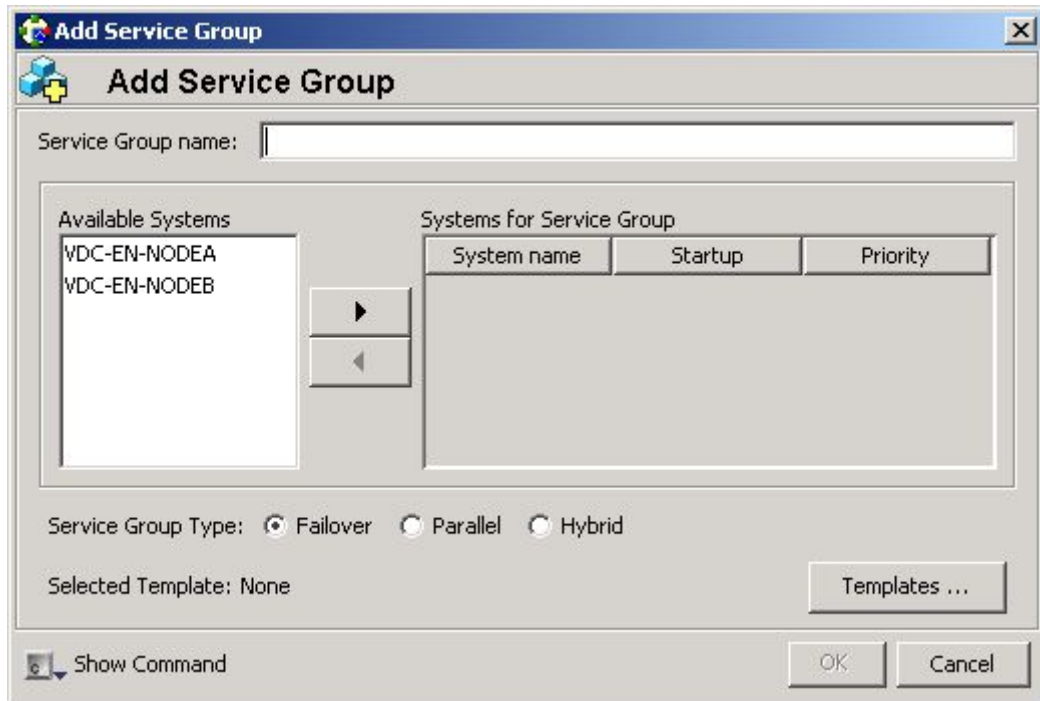 Add Service Group
Add Service Group
Service Group name:
Available Systems
Systems for Service Group
VDC-EN-NODEA
VDC-EN-NODEB
System name Startup Priority
Service Group Type: Failover Parallel Hybrid
Selected Template: None
Templates ...
c Show Command
OK Cancel